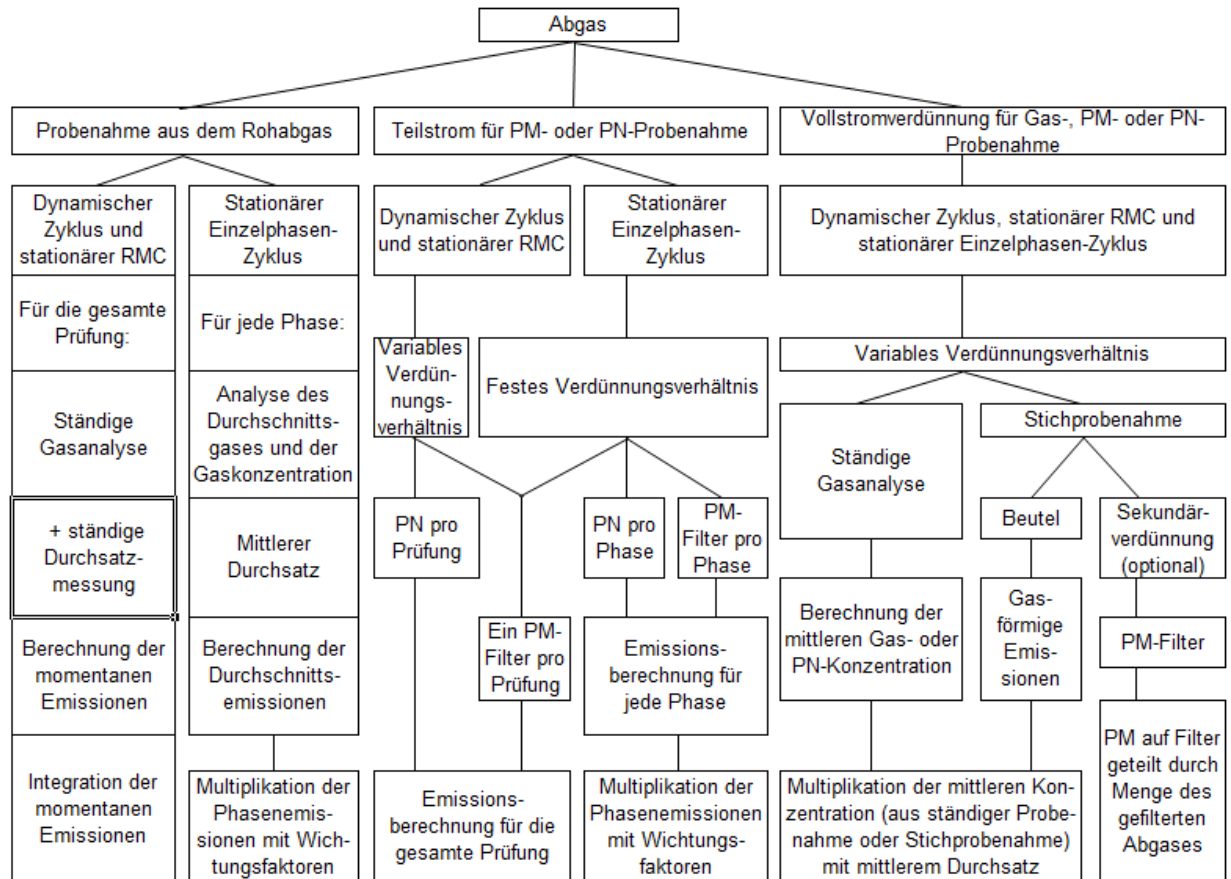 Abgas
Probenahme aus dem Rohabgas
Teilstrom für PM- oder PN-Probenahme
Vollstromverdünnung für Gas-, PM- oder PN-
Probenahme
Dynamischer
Zyklus und
stationärer RMC
Stationärer
Einzelphasen-
Zyklus
Dynamischer Zyklus
und stationärer RMC
Stationärer
Einzelphasen-
Zyklus
Dynamischer Zyklus, stationärer RMC und
stationärer Einzelphasen-Zyklus
Für die gesamte
Prüfung:
Für jede Phase:
Variables
Verdün-
nungs-
verhältnis
Festes Verdünnungsverhältnis
Variables Verdünnungsverhältnis
Ständige
Gasanalyse
Analyse des
Durchschnitts-
gases und der
Gaskonzentration
Ständige
Gasanalyse
Stichprobenahme
+ ständige
Durchsatz-
messung
Mittlerer
Durchsatz
PN pro
Prüfung
PN pro
Phase
PM-
Filter pro
Phase
Beutel
Sekundär-
verdünnung
(optional)
Berechnung der
momentanen
Emissionen
Berechnung der
Durchschnitts-
emissionen
Ein PM-
Filter pro
Prüfung
Emissions-
berechnung für
jede Phase
Berechnung der
mittleren Gas- oder
PN-Konzentration
Gas-
förmige
Emis-
sionen
PM-Filter
Integration der
momentanen
Emissionen
Multiplikation der
Phasenemis-
sionen mit Wich-
tungsfaktoren
Emissions-
berechnung für die
gesamte Prüfung
Multiplikation der
Phasenemissionen
mit Wichtungs-
faktoren
Multiplikation der mittleren Kon-
zentration (aus ständiger Probe-
nahme oder Stichprobenahme)
mit mittlerem Durchsatz
PM auf Filter
geteilt durch
Menge des
gefilterten
Abgases